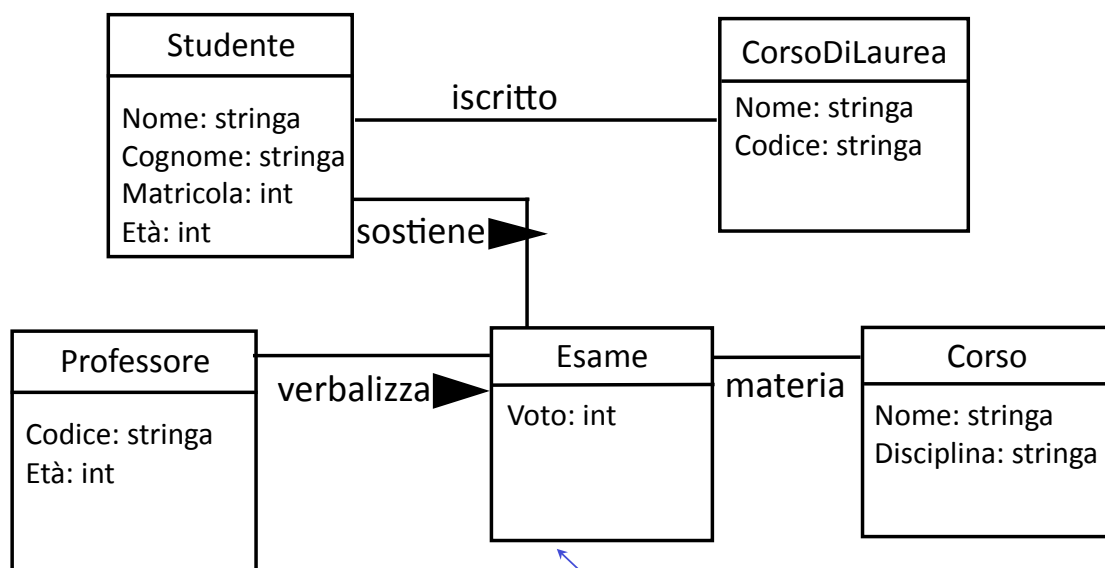 Studente
Nome: stringa
Cognome: stringa
Matricola: int
Età: int
iscritto
CorsoDiLaurea
Nome: stringa
Codice: stringa
sostiene
Professore
Codice: stringa
Età: int
verbalizza
Esame
Voto: int
materia
Corso
Nome: stringa
Disciplina: stringa